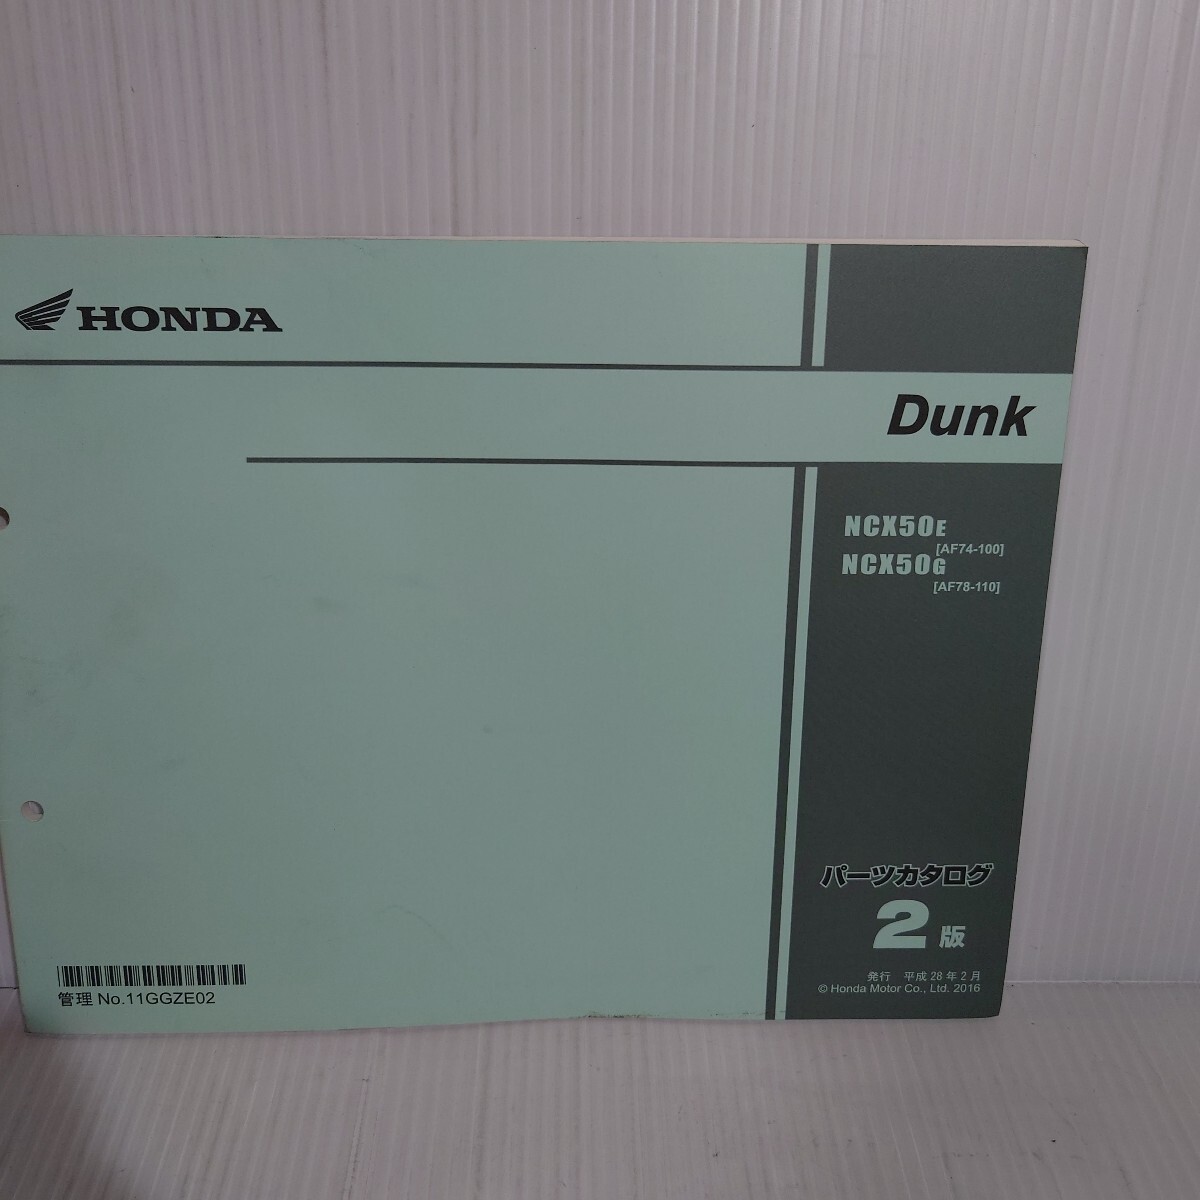 HONDA
Dunk
NCX50E
[AF74-100]
NCX50G
[AF78-110]
パーツカタログ
2版
発行 平成28年2月
© Honda Motor Co., Ltd. 2016
管理 No.11GGZE02